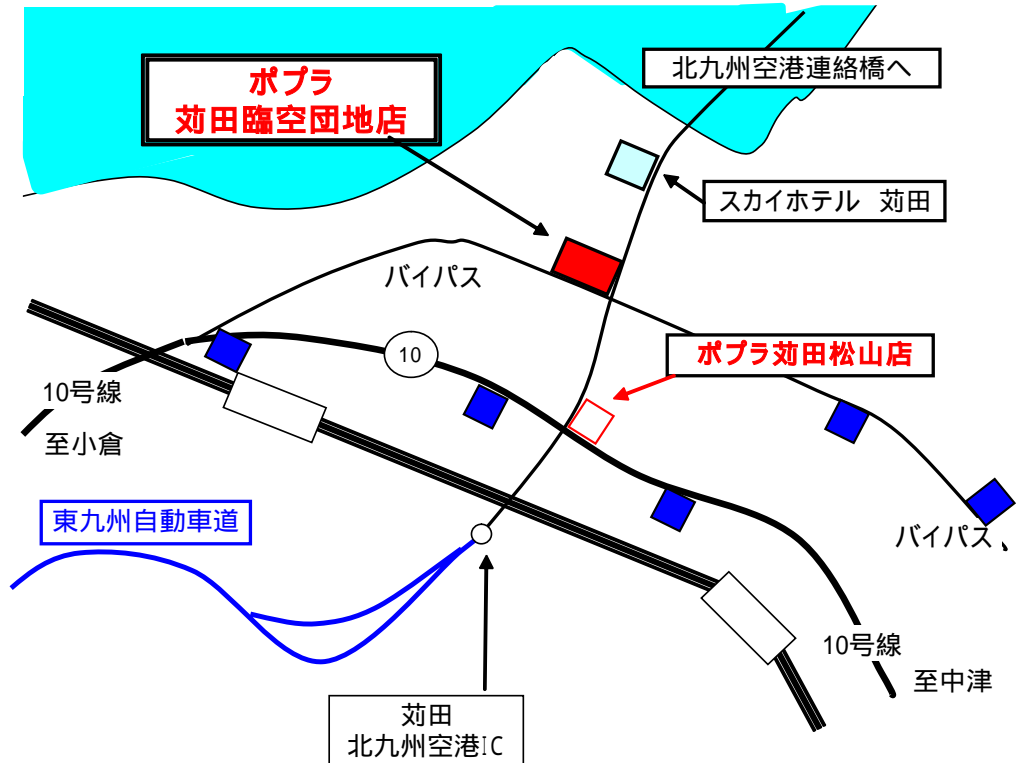 北九州空港連絡橋へ
ポプラ
苅田臨空団地店
スカイホテル　苅田
バイパス
10
ポプラ苅田松山店
10号線
至小倉
東九州自動車道
バイパス
10号線
至中津
苅田
北九州空港IC